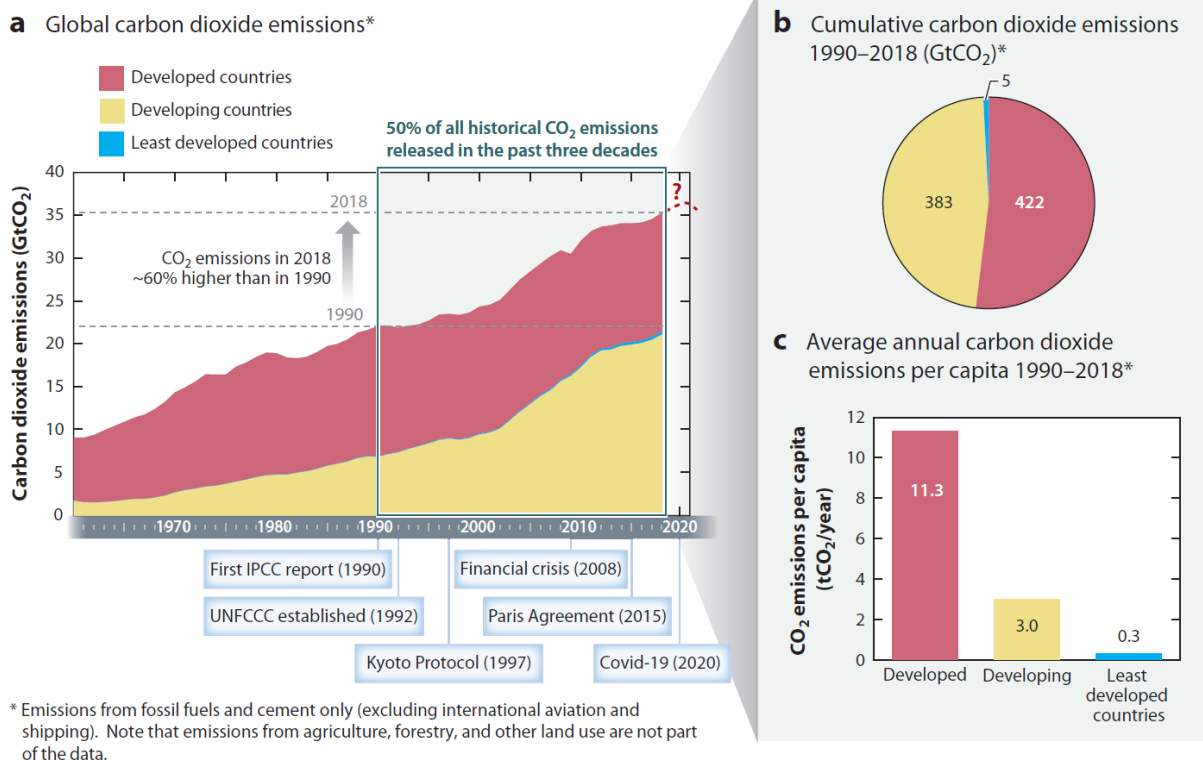 a Global carbon dioxide emissions*
Developed countries
Developing countries
Least developed countries
50% of all historical CO₂ emissions
released in the past three decades
Carbon dioxide emissions (GtCO₂)
40
35
30
25
20
15
10
5
0
2018
?
CO₂ emissions in 2018
~60% higher than in 1990
1990
1970 1980 1990 2000 2010 2020
First IPCC report (1990)
Financial crisis (2008)
UNFCCC established (1992)
Paris Agreement (2015)
Kyoto Protocol (1997)
Covid-19 (2020)
* Emissions from fossil fuels and cement only (excluding international aviation and
shipping). Note that emissions from agriculture, forestry, and other land use are not part
of the data.
b Cumulative carbon dioxide emissions
1990–2018 (GtCO₂)*
5
383
422
c Average annual carbon dioxide
emissions per capita 1990–2018*
CO₂ emissions per capita
(tCO₂/year)
12
10
8
6
4
2
0
11.3
3.0
0.3
Developed Developing Least
developed
countries